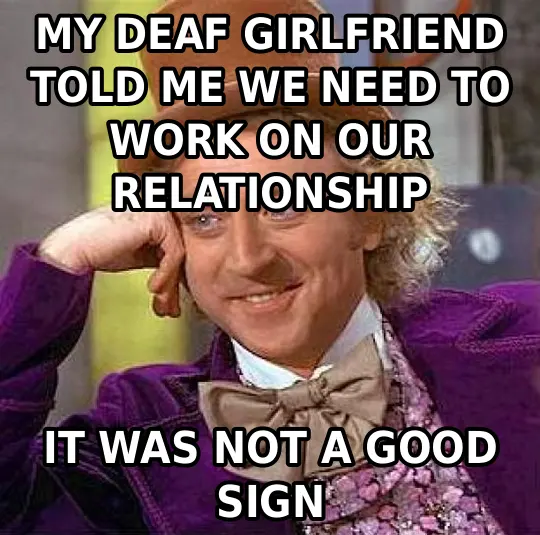 MY DEAF GIRLFRIEND
TOLD ME WE NEED TO
WORK ON OUR
RELATIONSHIP
IT WAS NOT A GOOD
SIGN